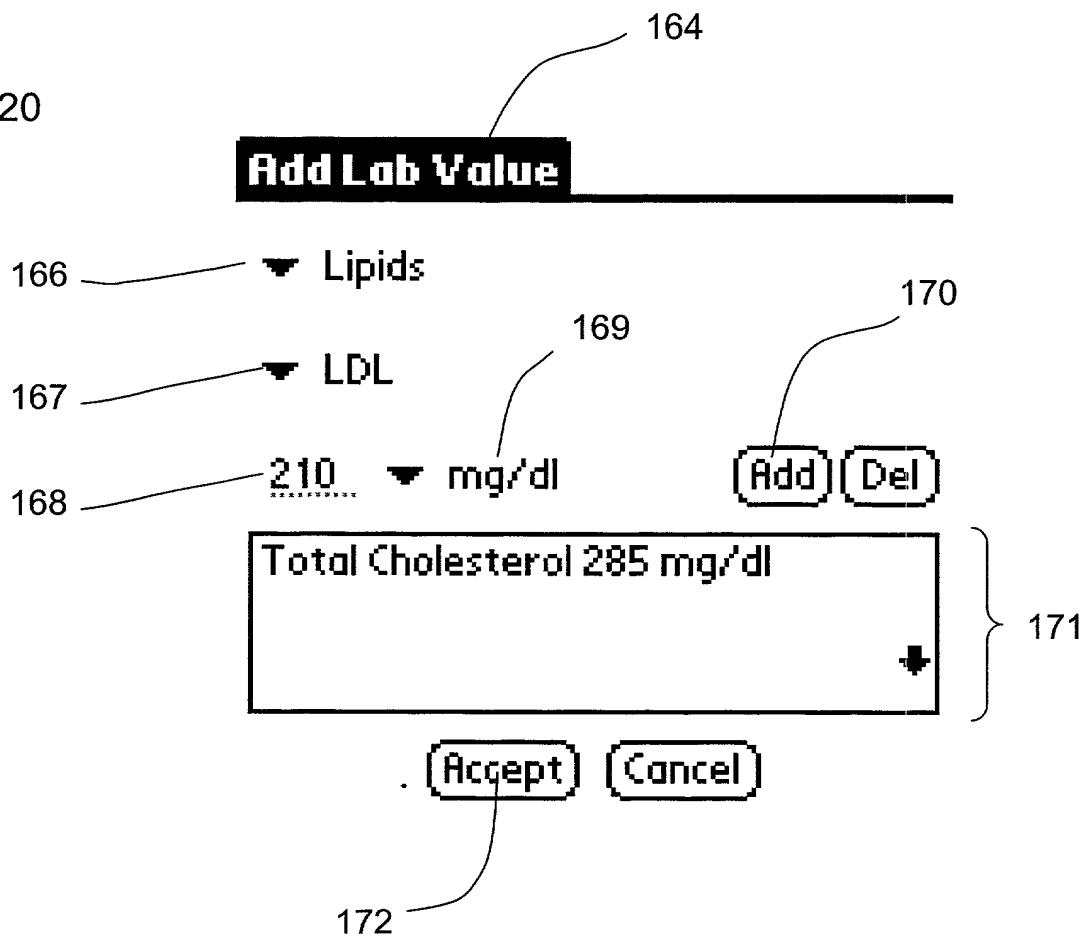 164
20
Add Lab Value
166 Lipids
170
169
LDL
167
210 mg/dl Add Del
168
Total Cholesterol 285 mg/dl
171
Accept Cancel
172